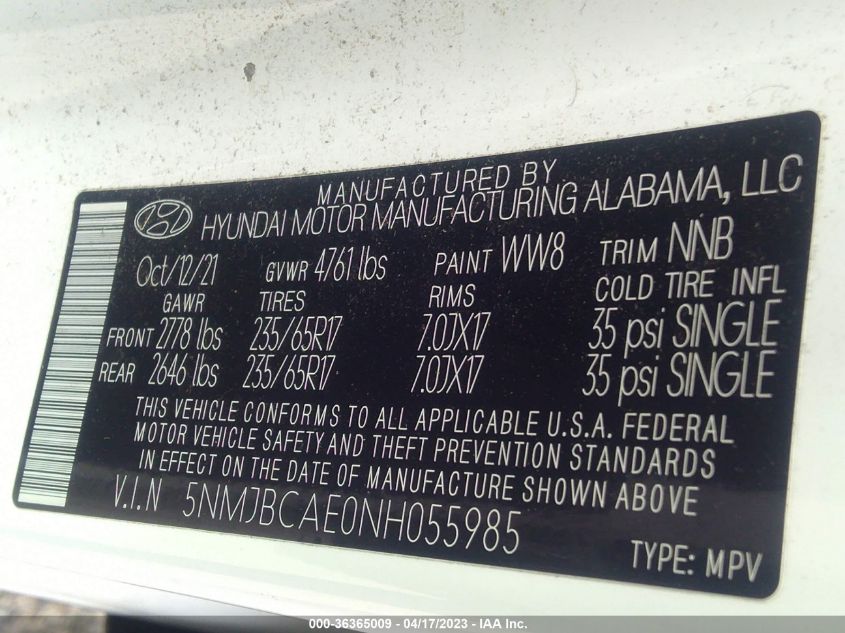 MANUFACTURED BY
HYUNDAI MOTOR MANUFACTURING ALABAMA, LLC
Oct/12/21 GVWR 4761 lbs PAINT WW8 TRIM NNB
GAWR TIRES RIMS COLD TIRE INFL
FRONT 2778 lbs 235/65R17 7.0JX17 35 psi SINGLE
REAR 2646 lbs 235/65R17 7.0JX17 35 psi SINGLE
THIS VEHICLE CONFORMS TO ALL APPLICABLE U.S.A. FEDERAL
MOTOR VEHICLE SAFETY AND THEFT PREVENTION STANDARDS
IN EFFECT ON THE DATE OF MANUFACTURE SHOWN ABOVE
V.I.N 5NMJBCAE0NH055985
TYPE: MPV
000-36365009 - 04/17/2023 - IAA Inc.